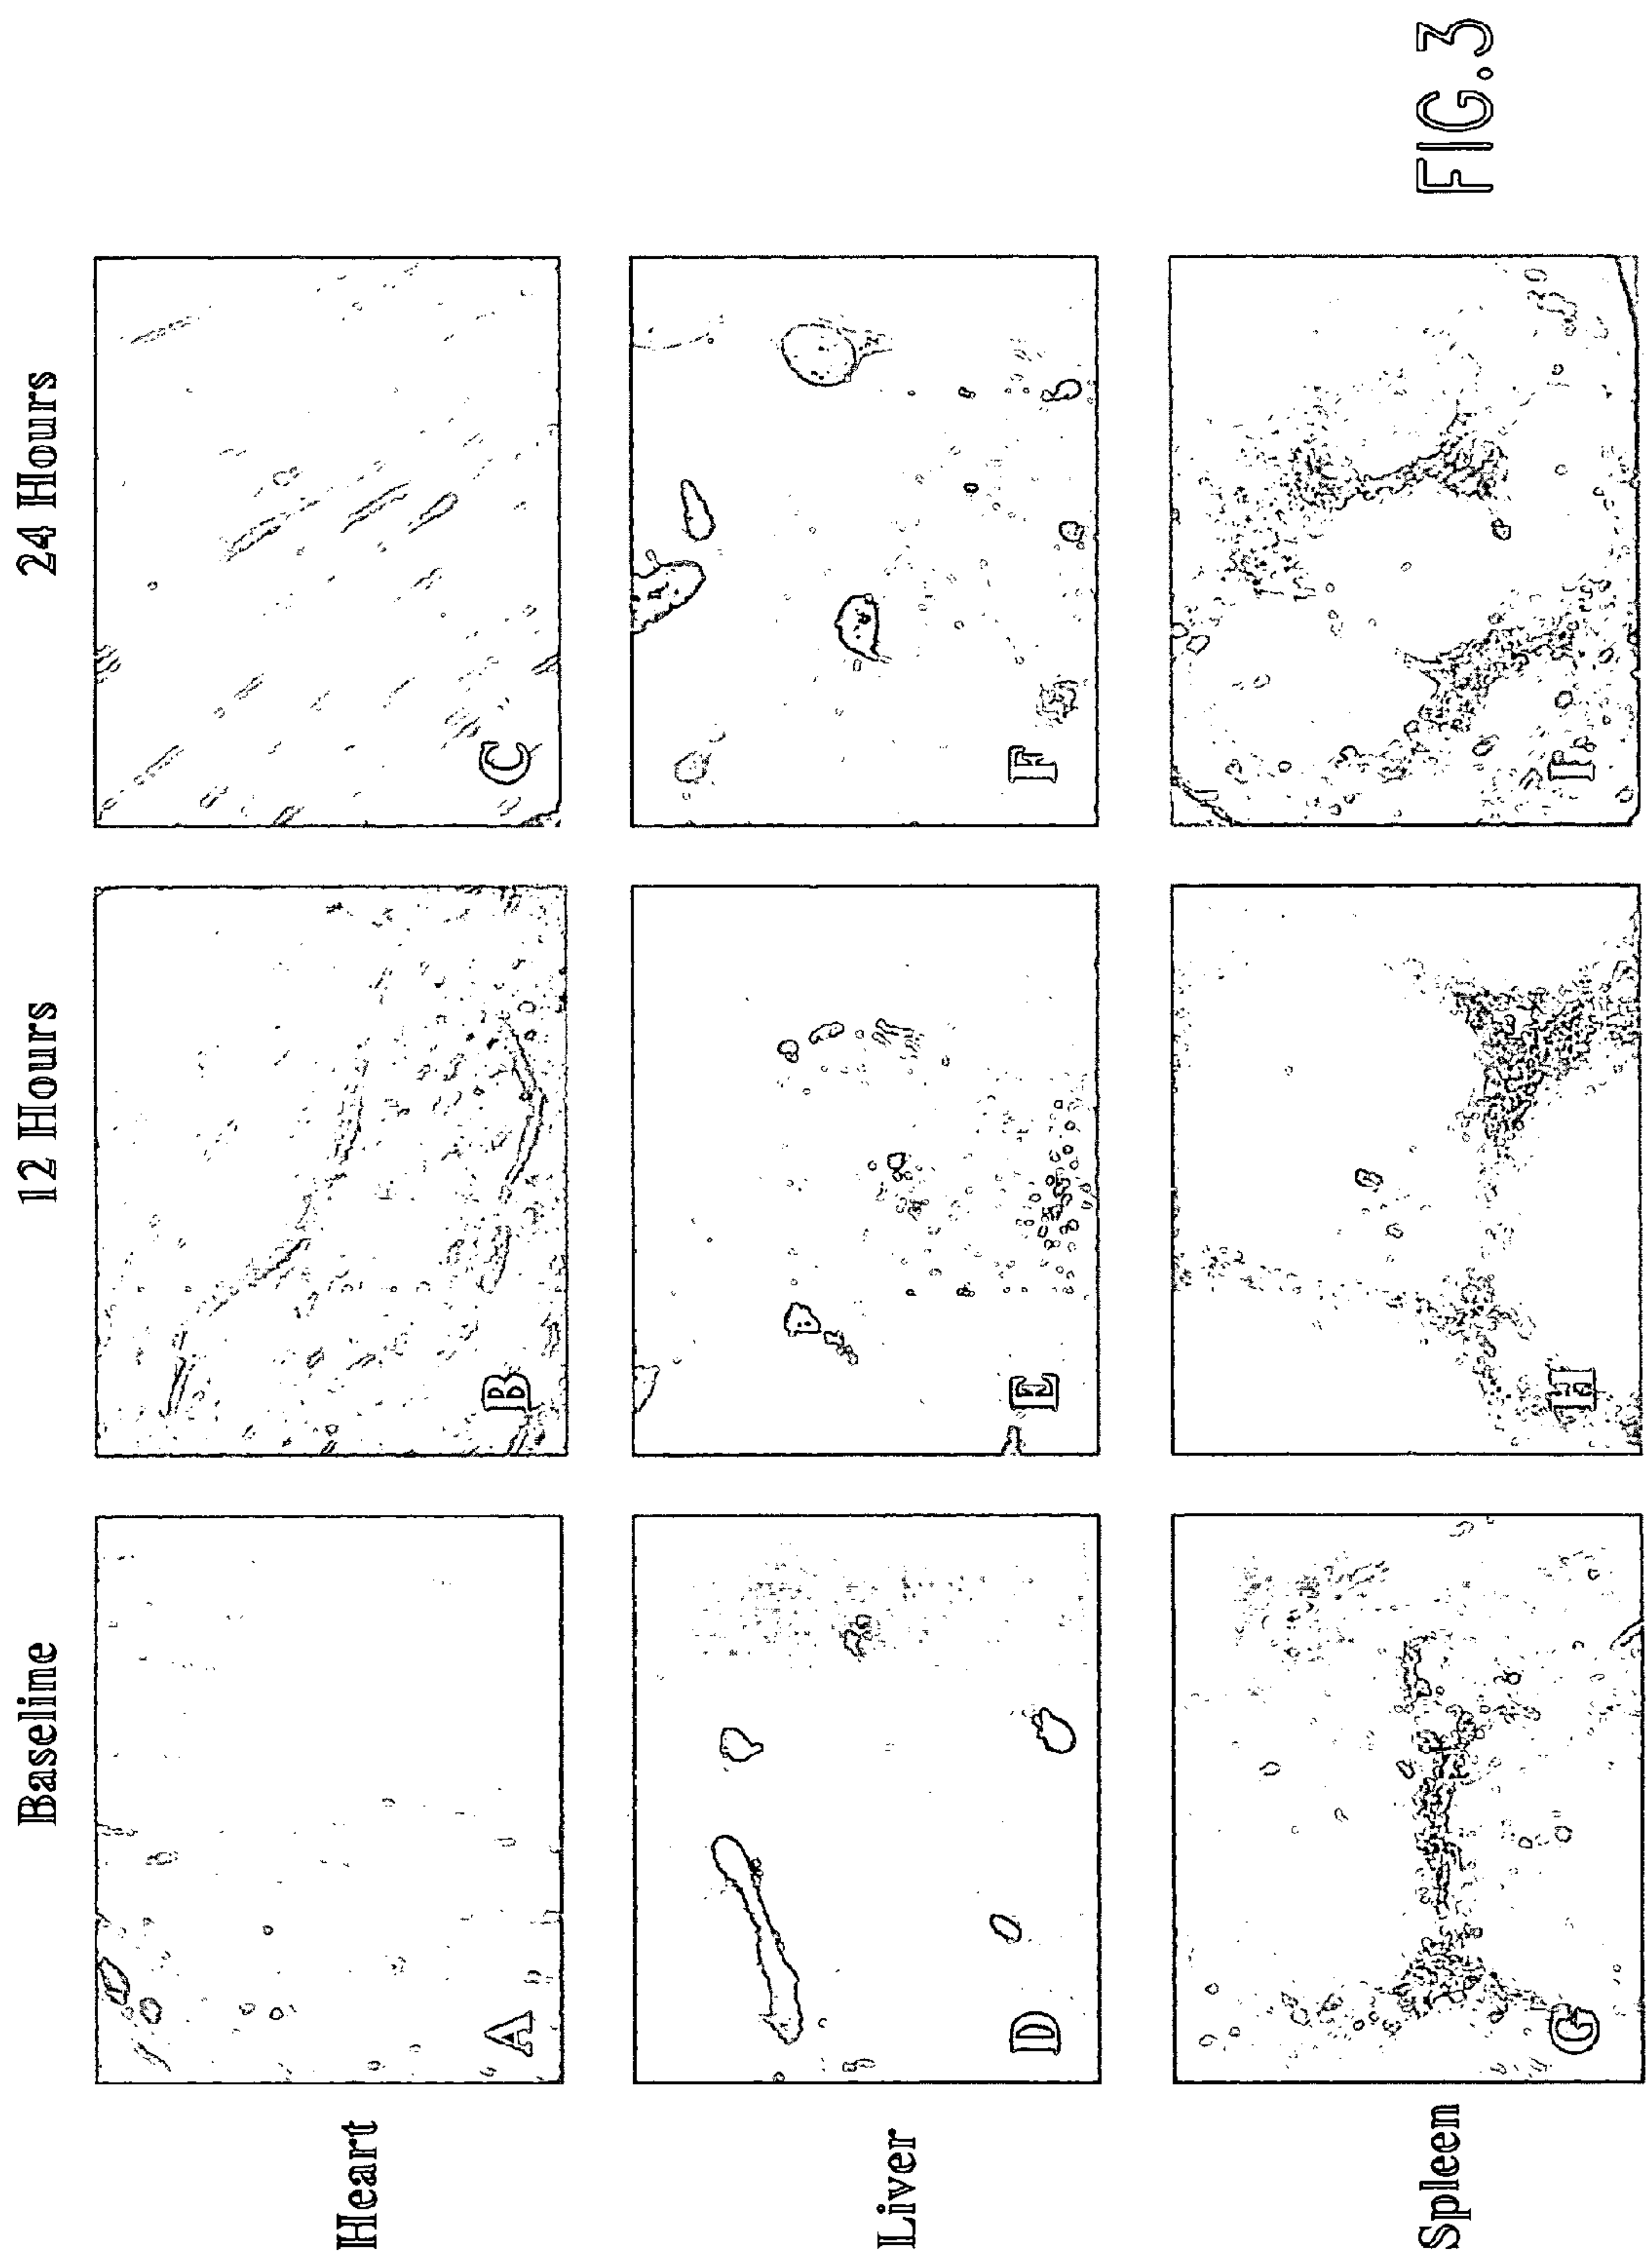 Baseline 12 Hours 24 Hours
Heart A B C
Liver D E F
Spleen G H I
FIG.3